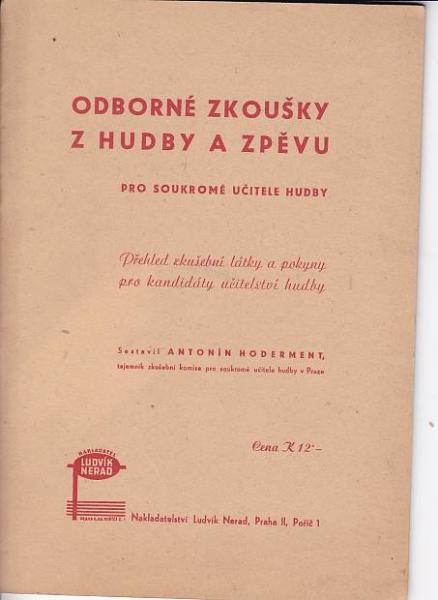 ODBORNÉ ZKOUŠKY
Z HUDBY A ZPĚVU
PRO SOUKROMÉ UČITELE HUDBY
Přehled zkušební látky a pokyny
pro kandidáty učitelství hudby
Sestavil ANTONÍN HODERMENT,
tajemník zkušební komise pro soukromé učitele hudby v Praze
Cena K 12·–
NAKLADATEL
LUDVÍK
NERAD
Nakladatelství Ludvík Nerad, Praha II, Poříč 1